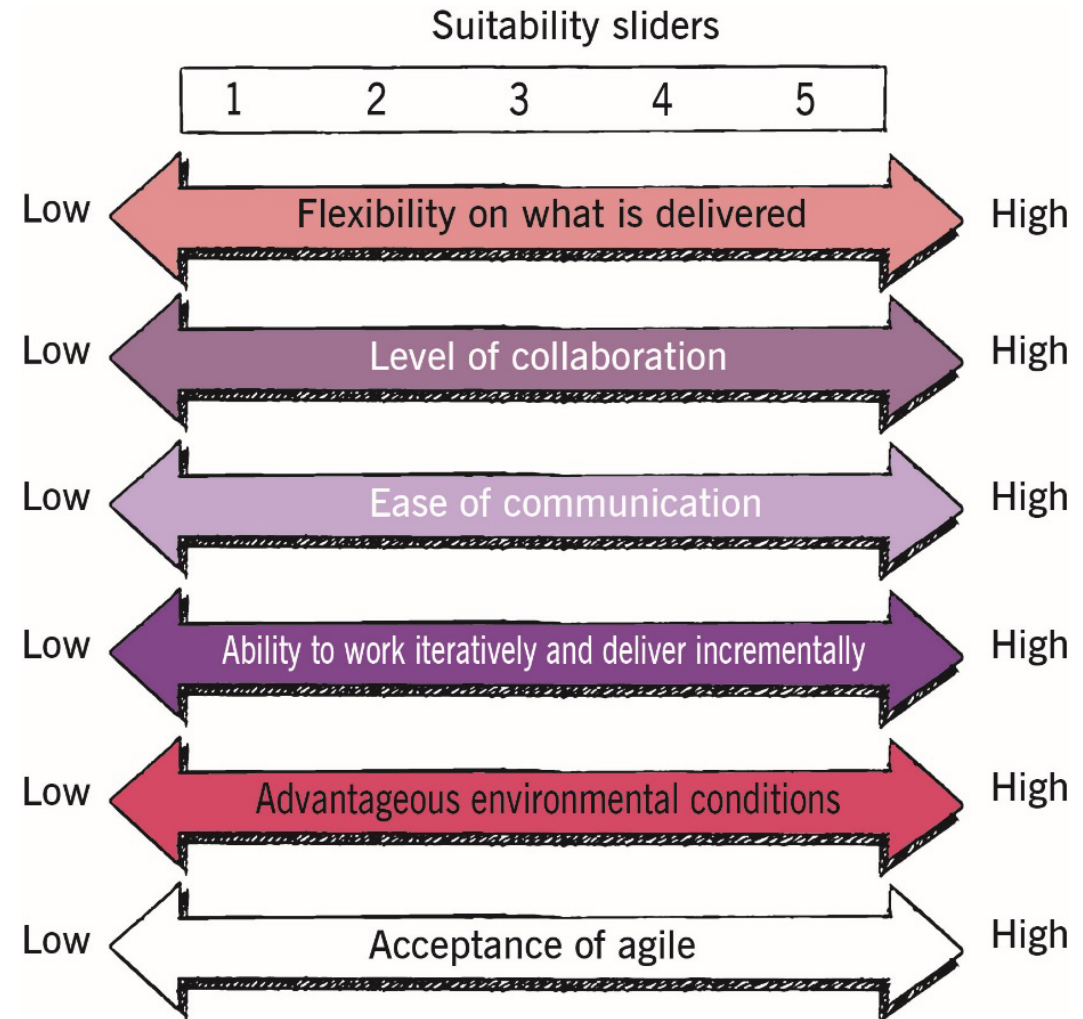 Suitability sliders
1 2 3 4 5
Low Flexibility on what is delivered High
Low Level of collaboration High
Low Ease of communication High
Low Ability to work iteratively and deliver incrementally High
Low Advantageous environmental conditions High
Low Acceptance of agile High